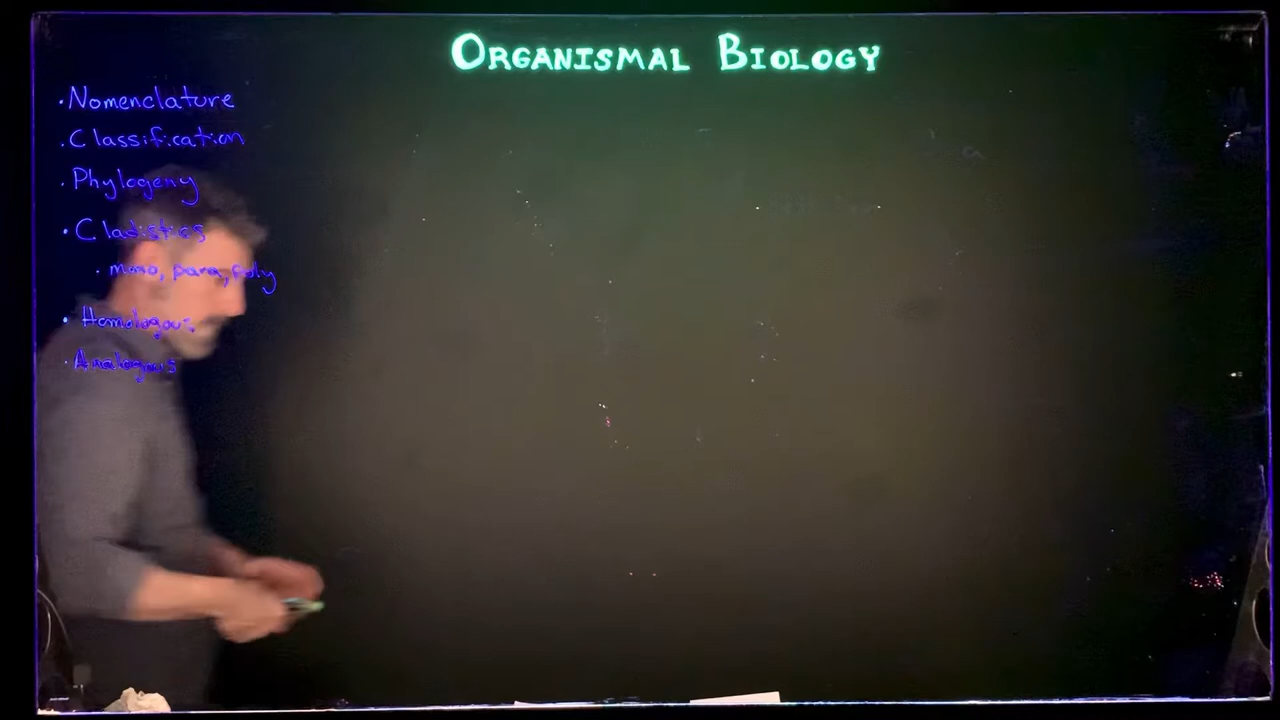 ORGANISMAL BIOLOGY
· Nomenclature
· Classification
· Phylogeny
· Cladistics
· mono, para, poly
· Homologous
· Analogous